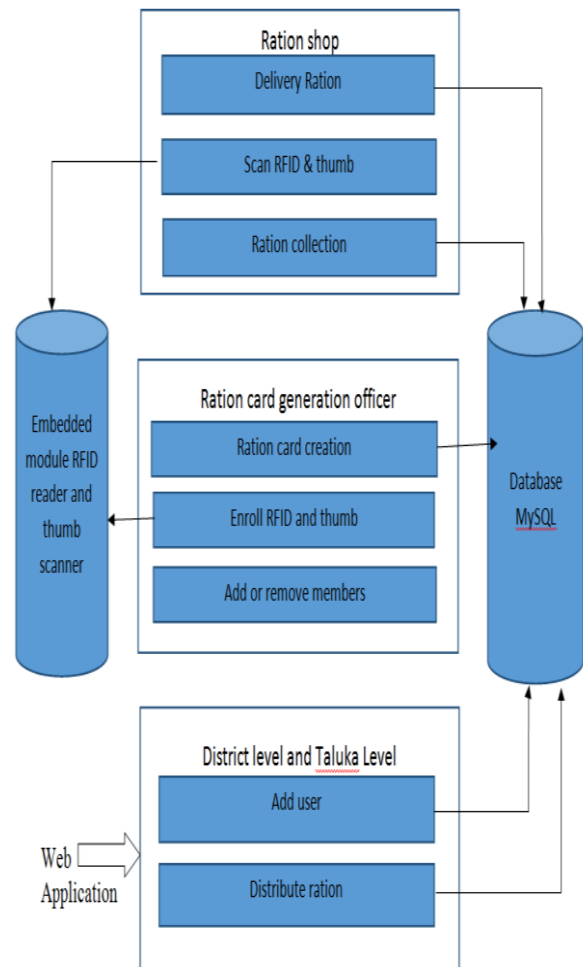 Ration shop
Delivery Ration
Scan RFID & thumb
Ration collection
Embedded
module RFID
reader and
thumb
scanner
Ration card generation officer
Ration card creation
Enroll RFID and thumb
Add or remove members
Database
MySQL
District level and Taluka Level
Add user
Distribute ration
Web
Application